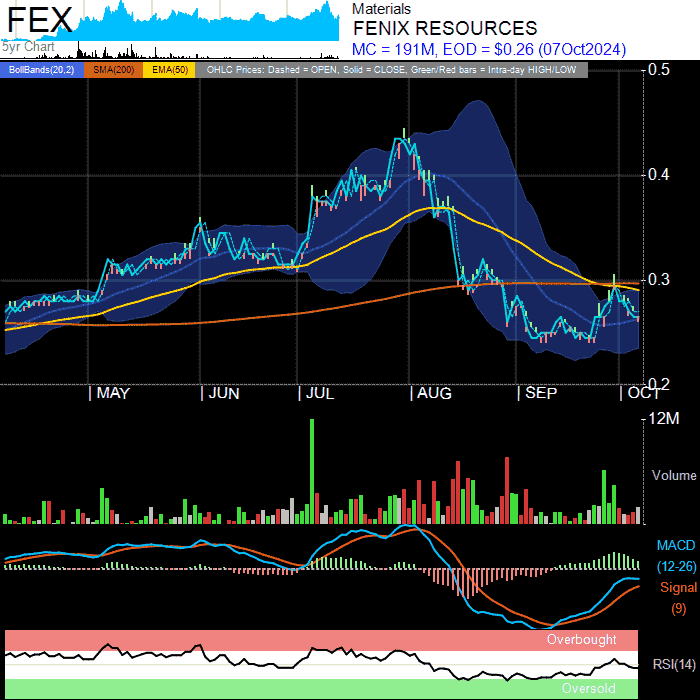 FEX
5yr Chart
Materials
FENIX RESOURCES
MC = 191M, EOD = $0.26 (07Oct2024)
BollBands(20,2) SMA(200) EMA(50) OHLC Prices: Dashed = OPEN, Solid = CLOSE, Green/Red bars = Intra-day HIGH/LOW
0.5
0.4
0.3
0.2
MAY JUN JUL AUG SEP OCT
12M
Volume
MACD
(12-26)
Signal
(9)
Overbought
RSI(14)
Oversold